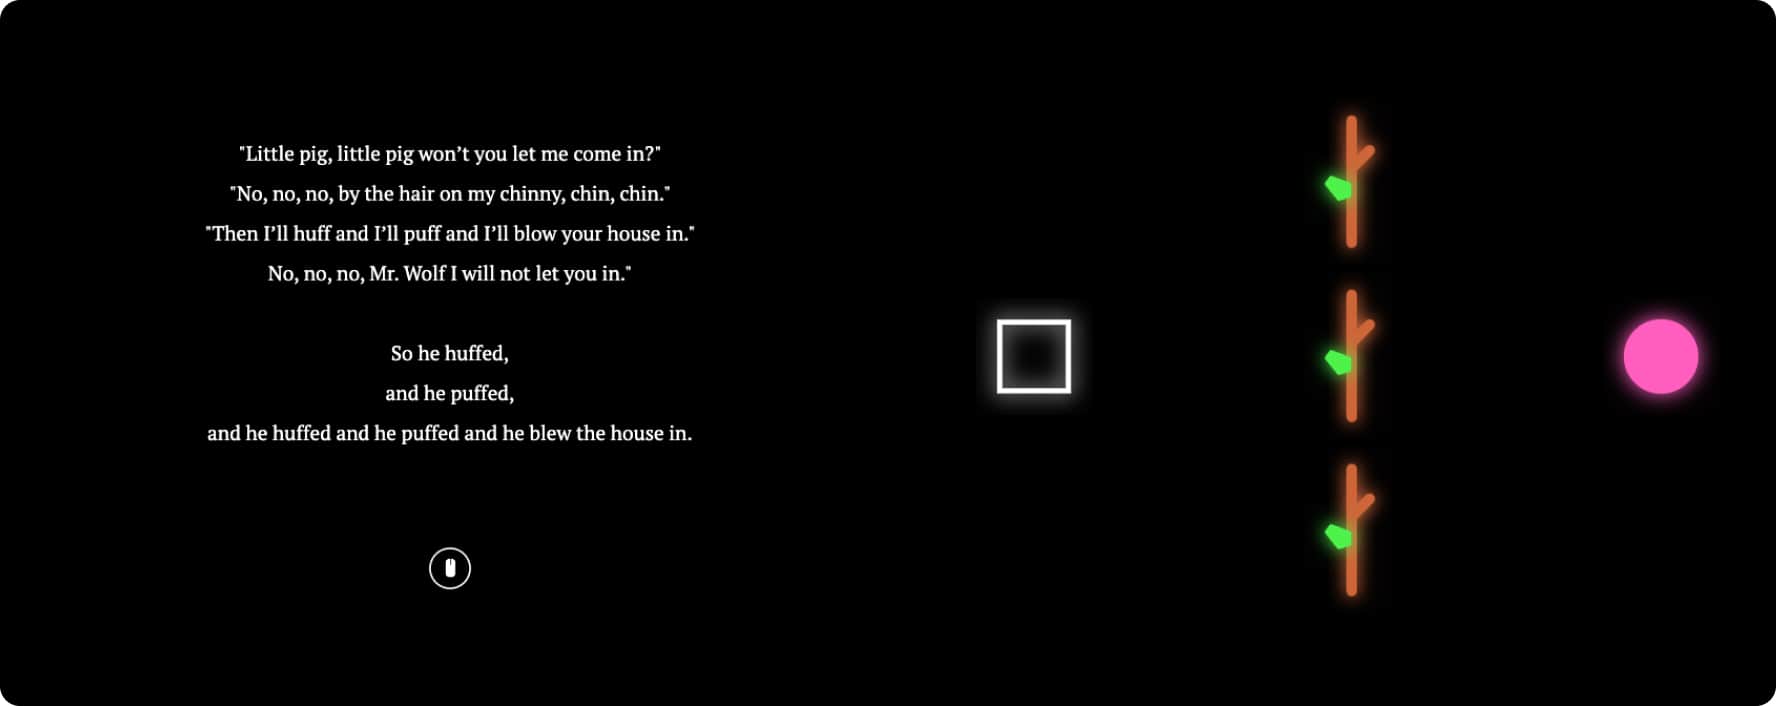 "Little pig, little pig won’t you let me come in?"
"No, no, no, by the hair on my chinny, chin, chin."
"Then I’ll huff and I’ll puff and I’ll blow your house in."
No, no, no, Mr. Wolf I will not let you in."
So he huffed,
and he puffed,
and he huffed and he puffed and he blew the house in.